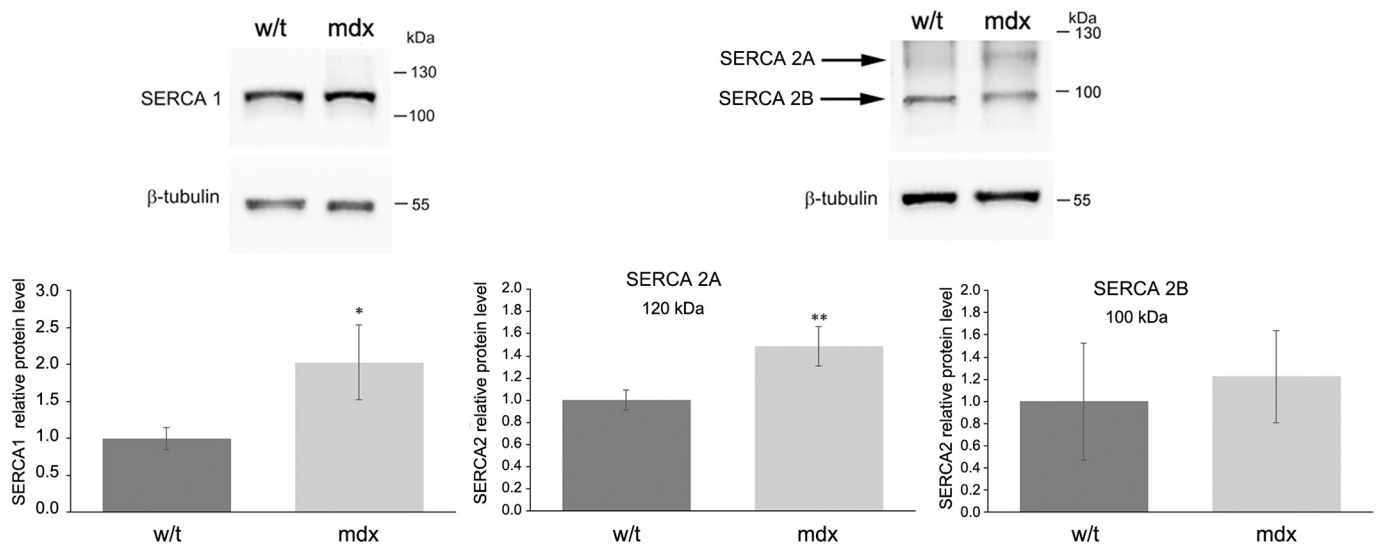 w/t mdx
kDa
130
SERCA 1
100
β-tubulin
55
w/t mdx
kDa
130
SERCA 2A
100
SERCA 2B
β-tubulin
55
SERCA1 relative protein level
3.0
2.5
2.0
1.5
1.0
0.5
0.0
*
w/t mdx
SERCA 2A
120 kDa
SERCA2 relative protein level
2.0
1.8
1.6
1.4
1.2
1.0
0.8
0.6
0.4
0.2
0.0
**
w/t mdx
SERCA 2B
100 kDa
SERCA2 relative protein level
2.0
1.8
1.6
1.4
1.2
1.0
0.8
0.6
0.4
0.2
0.0
w/t mdx